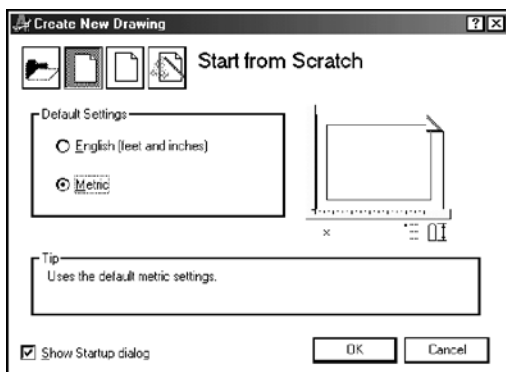 Create New Drawing
Start from Scratch
Default Settings
English (feet and inches)
Metric
Tip
Uses the default metric settings.
Show Startup dialog
OK
Cancel